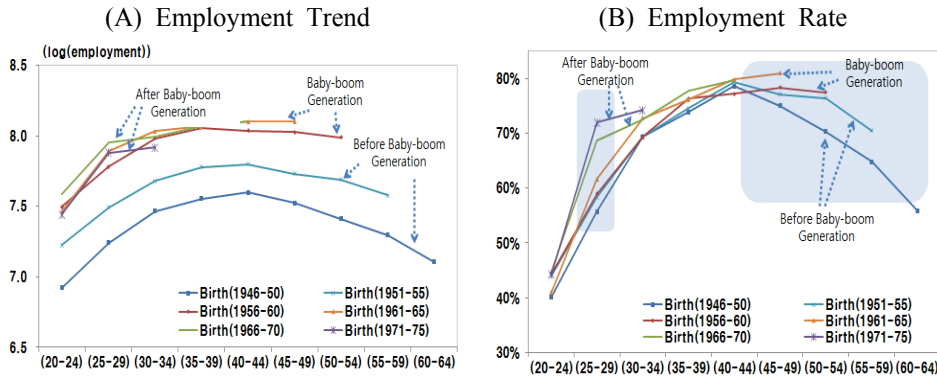 (A) Employment Trend
(log(employment))
8.5
8.0
7.5
7.0
6.5
After Baby-boom
Generation
Baby-boom
Generation
Before Baby-boom
Generation
Birth(1946-50)
Birth(1951-55)
Birth(1956-60)
Birth(1961-65)
Birth(1966-70)
Birth(1971-75)
(20-24) (25-29) (30-34) (35-39) (40-44) (45-49) (50-54) (55-59) (60-64)
(B) Employment Rate
80%
70%
60%
50%
40%
30%
After Baby-boom
Generation
Baby-boom
Generation
Before Baby-boom
Generation
Birth(1946-50)
Birth(1951-55)
Birth(1956-60)
Birth(1961-65)
Birth(1966-70)
Birth(1971-75)
(20-24) (25-29) (30-34) (35-39) (40-44) (45-49) (50-54) (55-59) (60-64)